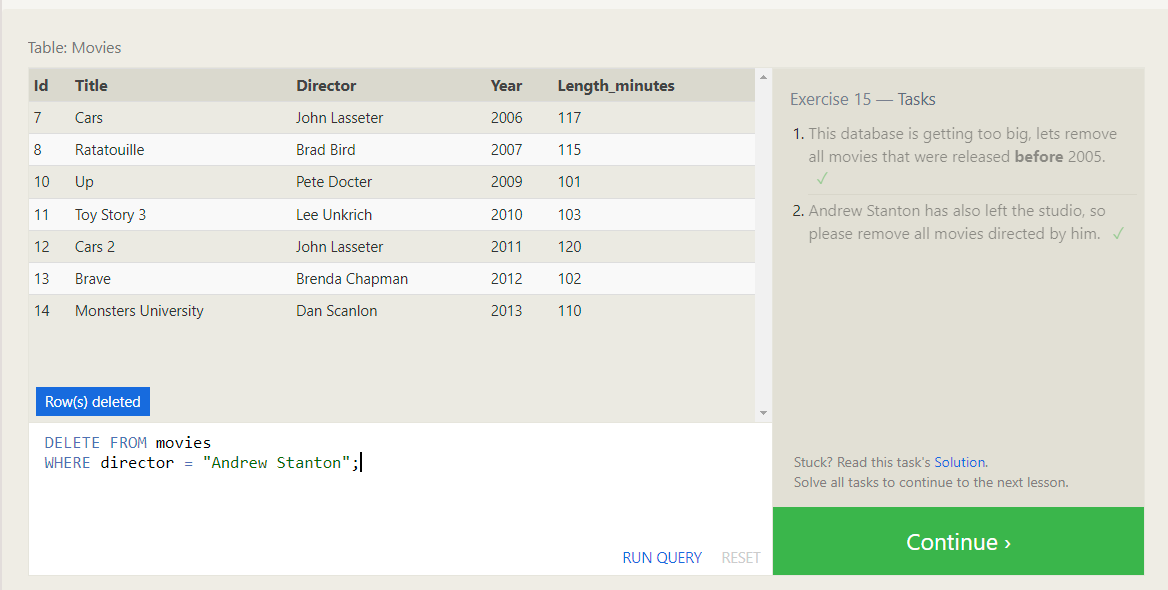 Table: Movies
Id Title Director Year Length_minutes
7 Cars John Lasseter 2006 117
8 Ratatouille Brad Bird 2007 115
10 Up Pete Docter 2009 101
11 Toy Story 3 Lee Unkrich 2010 103
12 Cars 2 John Lasseter 2011 120
13 Brave Brenda Chapman 2012 102
14 Monsters University Dan Scanlon 2013 110
Row(s) deleted
DELETE FROM movies
WHERE director = "Andrew Stanton";
RUN QUERY RESET
Exercise 15 — Tasks
1. This database is getting too big, lets remove
all movies that were released before 2005.
✓
2. Andrew Stanton has also left the studio, so
please remove all movies directed by him. ✓
Stuck? Read this task's Solution.
Solve all tasks to continue to the next lesson.
Continue ›